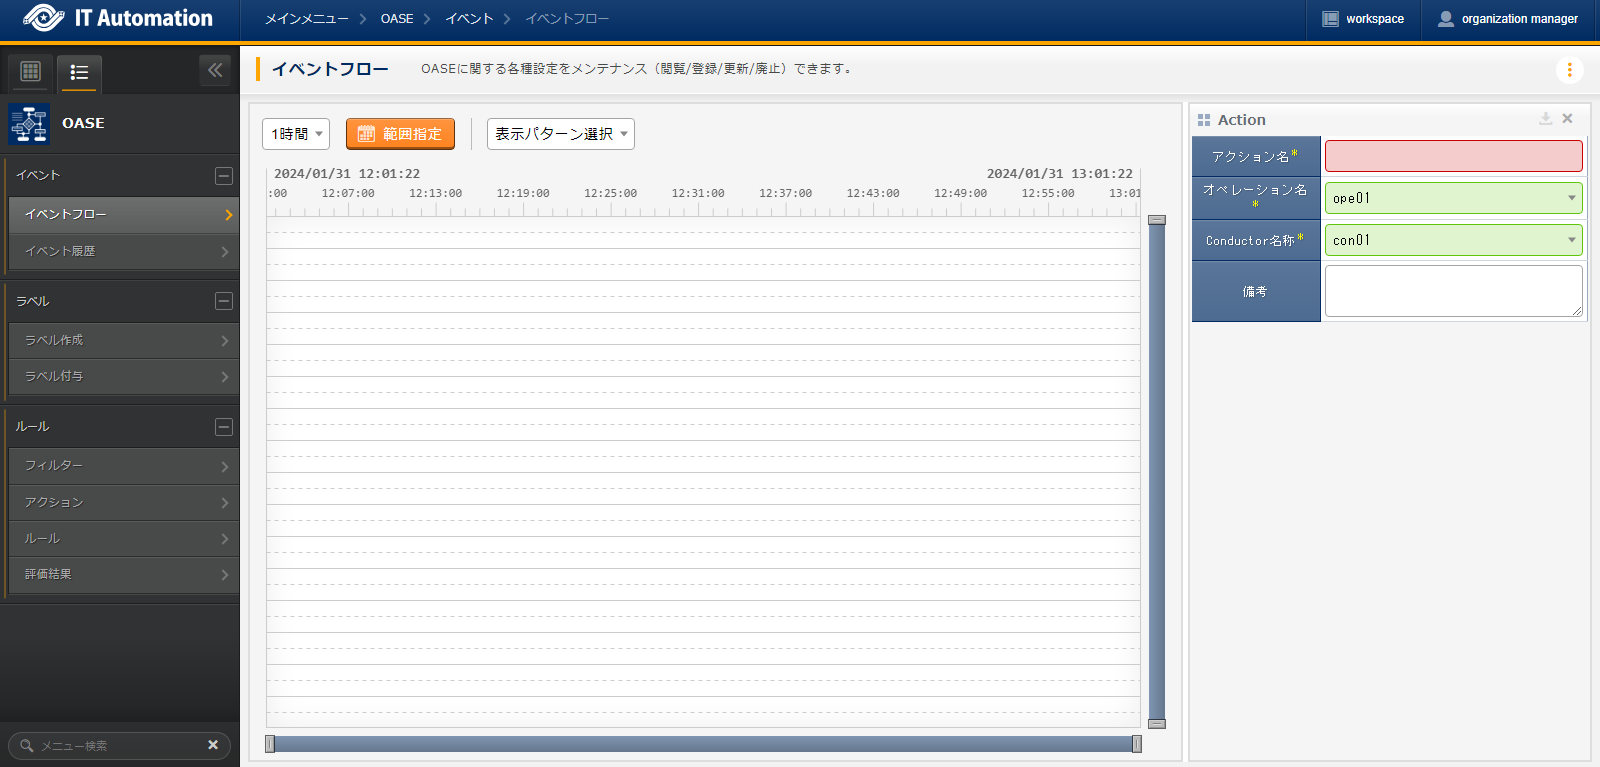 IT Automation
メインメニュー > OASE > イベント > イベントフロー
workspace
organization manager
OASE
イベント
イベントフロー
イベント履歴
ラベル
ラベル作成
ラベル付与
ルール
フィルター
アクション
ルール
評価結果
メニュー検索
イベントフロー
OASEに関する各種設定をメンテナンス（閲覧/登録/更新/廃止）できます。
1時間
範囲指定
表示パターン選択
2024/01/31 12:01:22
2024/01/31 13:01:22
:00 12:07:00 12:13:00 12:19:00 12:25:00 12:31:00 12:37:00 12:43:00 12:49:00 12:55:00 13:01
Action
アクション名*
オペレーション名
*
ope01
Conductor名称*
con01
備考